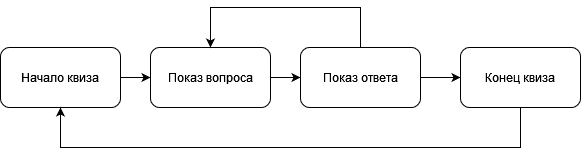 Начало квиза
Показ вопроса
Показ ответа
Конец квиза